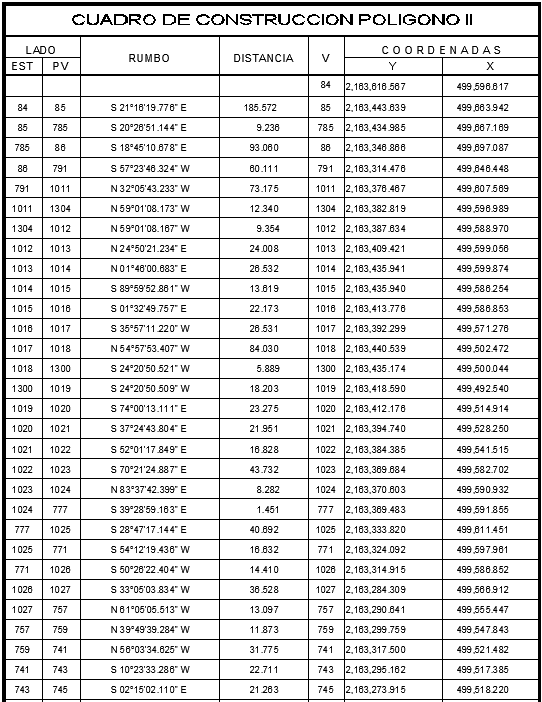 CUADRO DE CONSTRUCCION POLIGONO II
LADO RUMBO DISTANCIA V COORDENADAS
EST PV Y X
84 2,163,616.567 499,596.617
84 85 S 21°16'19.776" E 185.572 85 2,163,443.639 499,663.942
85 785 S 20°26'51.144" E 9.236 785 2,163,434.985 499,667.169
785 86 S 18°45'10.678" E 93.060 86 2,163,346.866 499,697.087
86 791 S 57°23'46.324" W 60.111 791 2,163,314.476 499,646.448
791 1011 N 32°05'43.233" W 73.175 1011 2,163,376.467 499,607.569
1011 1304 N 59°01'08.173" W 12.340 1304 2,163,382.819 499,596.989
1304 1012 N 59°01'08.167" W 9.354 1012 2,163,387.634 499,588.970
1012 1013 N 24°50'21.234" E 24.008 1013 2,163,409.421 499,599.056
1013 1014 N 01°46'00.683" E 26.532 1014 2,163,435.941 499,599.874
1014 1015 S 89°59'52.861" W 13.619 1015 2,163,435.940 499,586.254
1015 1016 S 01°32'49.757" E 22.173 1016 2,163,413.776 499,586.853
1016 1017 S 35°57'11.220" W 26.531 1017 2,163,392.299 499,571.276
1017 1018 N 54°57'53.407" W 84.030 1018 2,163,440.539 499,502.472
1018 1300 S 24°20'50.521" W 5.889 1300 2,163,435.174 499,500.044
1300 1019 S 24°20'50.509" W 18.203 1019 2,163,418.590 499,492.540
1019 1020 S 74°00'13.111" E 23.275 1020 2,163,412.176 499,514.914
1020 1021 S 37°24'43.804" E 21.951 1021 2,163,394.740 499,528.250
1021 1022 S 52°01'17.849" E 16.828 1022 2,163,384.385 499,541.515
1022 1023 S 70°21'24.887" E 43.732 1023 2,163,369.684 499,582.702
1023 1024 N 83°37'42.399" E 8.282 1024 2,163,370.603 499,590.932
1024 777 S 39°28'59.163" E 1.451 777 2,163,369.483 499,591.855
777 1025 S 28°47'17.144" E 40.692 1025 2,163,333.820 499,611.451
1025 771 S 54°12'19.436" W 16.632 771 2,163,324.092 499,597.961
771 1026 S 50°26'22.404" W 14.410 1026 2,163,314.915 499,586.852
1026 1027 S 33°05'03.834" W 36.528 1027 2,163,284.309 499,566.912
1027 757 N 61°05'05.513" W 13.097 757 2,163,290.641 499,555.447
757 759 N 39°49'39.284" W 11.873 759 2,163,299.759 499,547.843
759 741 N 56°03'34.625" W 31.775 741 2,163,317.500 499,521.482
741 743 S 10°23'33.286" W 22.711 743 2,163,295.162 499,517.385
743 745 S 02°15'02.110" E 21.263 745 2,163,273.915 499,518.220